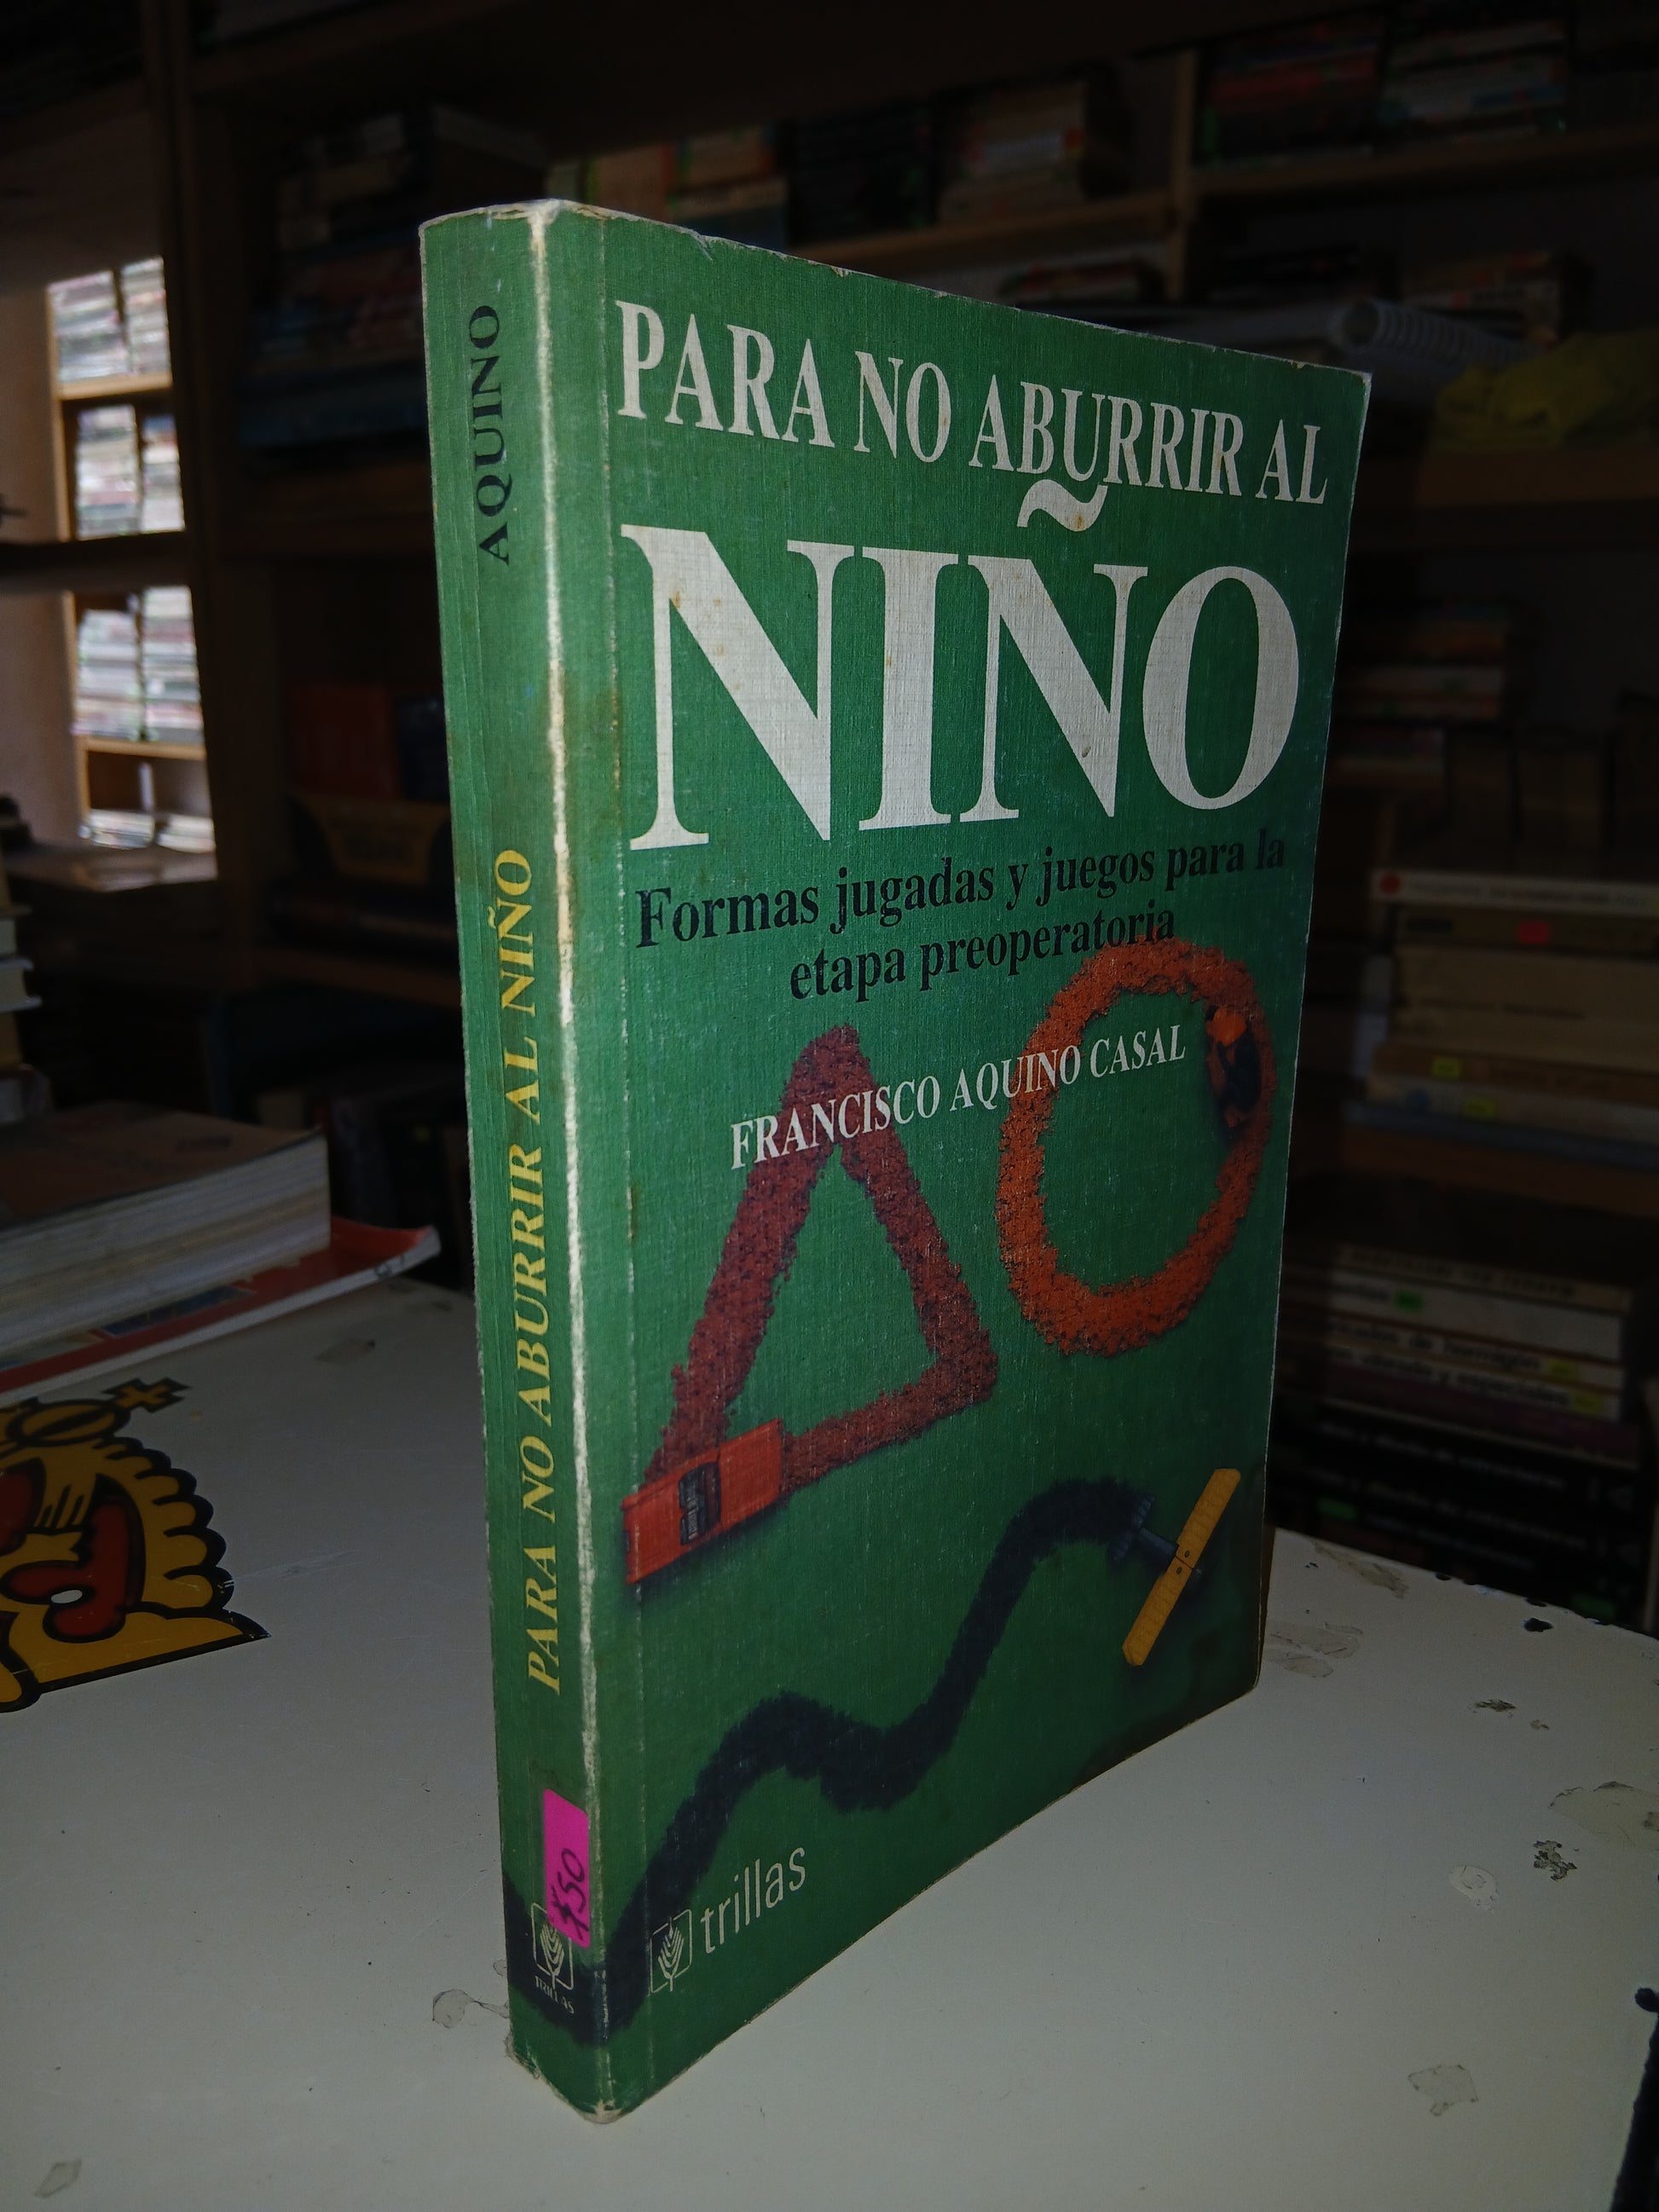 AQUINO
PARA NO ABURRIR AL NIÑO
$50
TRILLAS
PARA NO ABURRIR AL
NIÑO
Formas jugadas y juegos para la
etapa preoperatoria
FRANCISCO AQUINO CASAL
trillas